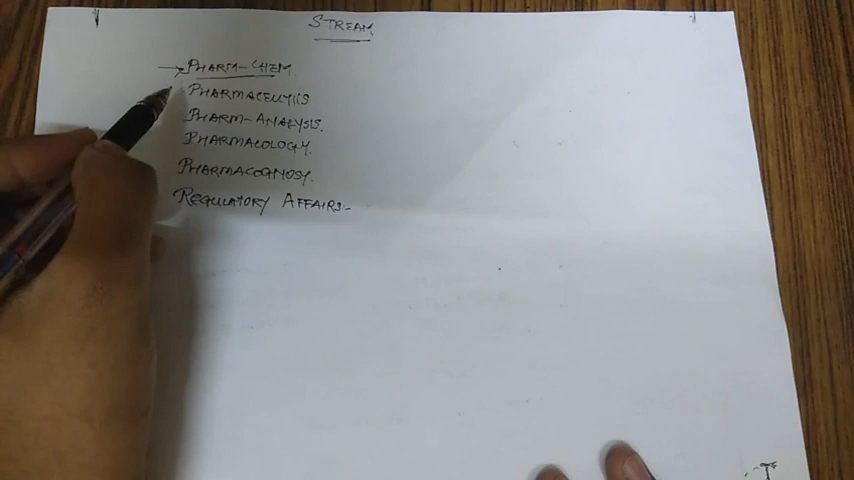 STREAM
→ PHARM-CHEM
PHARMACEUTICS
PHARM-ANALYSIS.
PHARMACOLOGY.
PHARMACOGNOSY.
REGULATORY AFFAIRS-